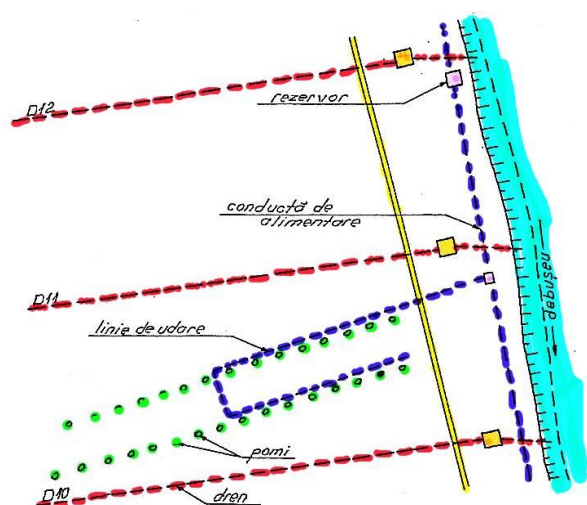 D12
rezervor
conductă de
alimentare
D11
debușeu
linie de udare
pomi
D10
dren